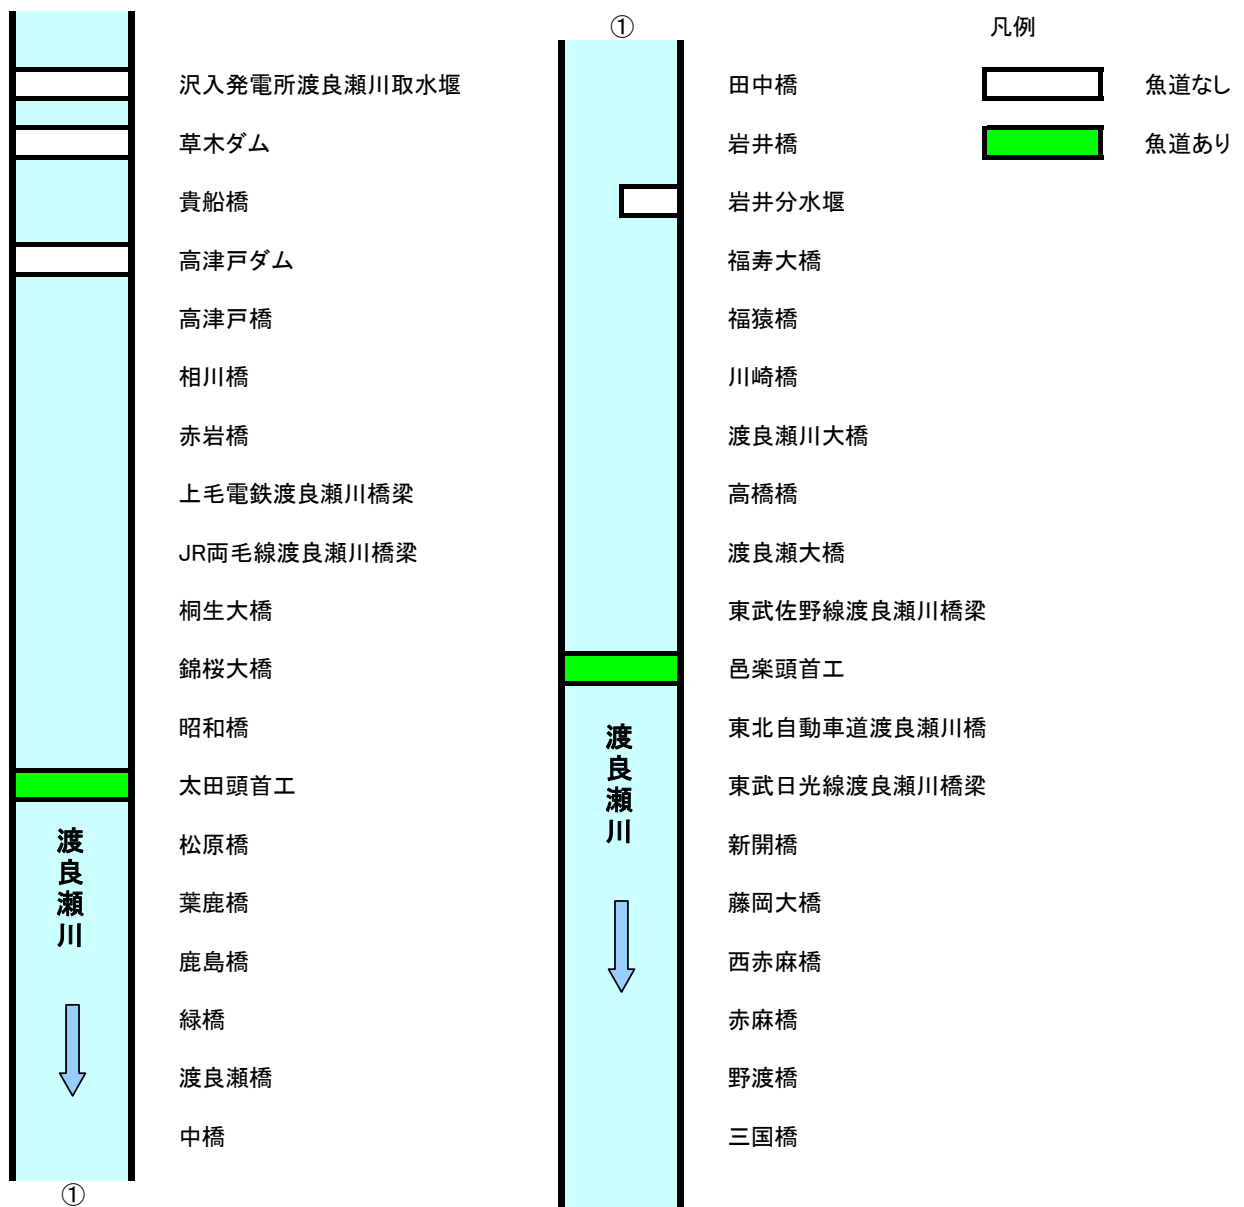 沢入発電所渡良瀬川取水堰
草木ダム
貴船橋
高津戸ダム
高津戸橋
相川橋
赤岩橋
上毛電鉄渡良瀬川橋梁
JR両毛線渡良瀬川橋梁
桐生大橋
錦桜大橋
昭和橋
太田頭首工
松原橋
葉鹿橋
鹿島橋
緑橋
渡良瀬橋
中橋
渡良瀬川
①
①
田中橋
岩井橋
岩井分水堰
福寿大橋
福猿橋
川崎橋
渡良瀬川大橋
高橋橋
渡良瀬大橋
東武佐野線渡良瀬川橋梁
邑楽頭首工
東北自動車道渡良瀬川橋
東武日光線渡良瀬川橋梁
新開橋
藤岡大橋
西赤麻橋
赤麻橋
野渡橋
三国橋
渡良瀬川
凡例
魚道なし
魚道あり